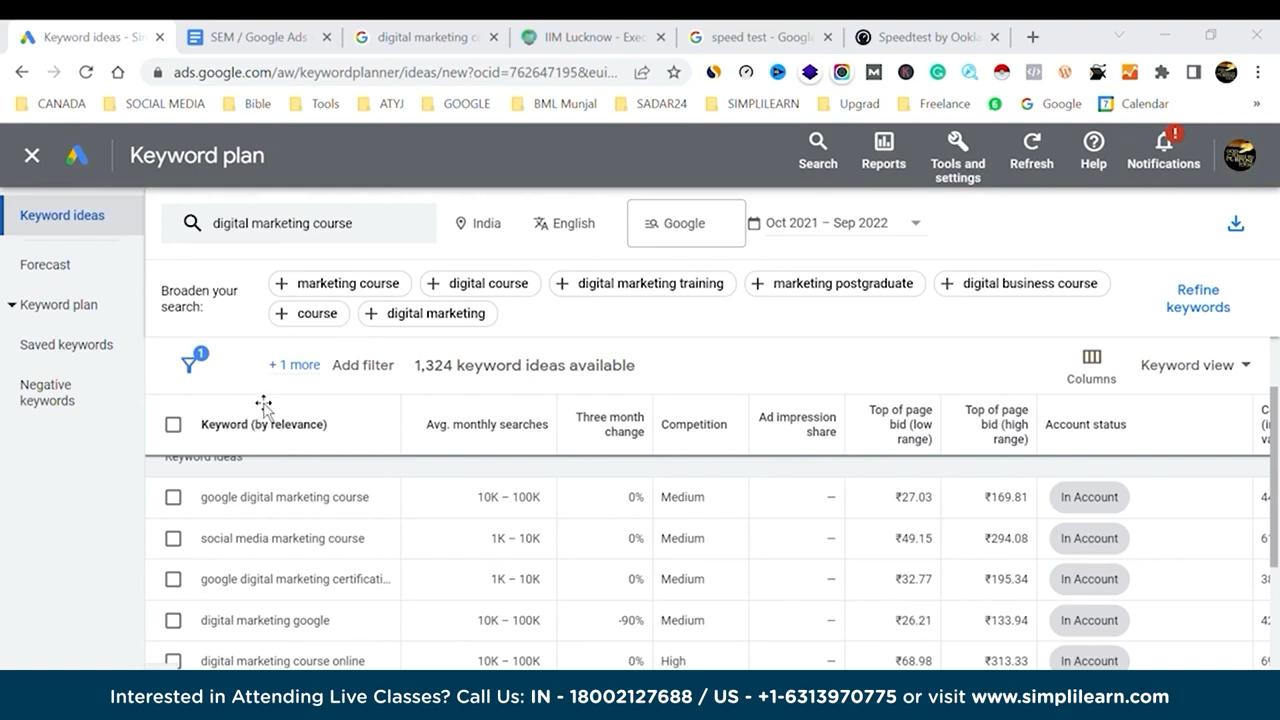 Keyword ideas - Sin
SEM / Google Ads -
digital marketing co
IIM Lucknow - Exec
speed test - Google
Speedtest by Ookla
ads.google.com/aw/keywordplanner/ideas/new?ocid=762647195&eui...
CANADA
SOCIAL MEDIA
Bible
Tools
ATYJ
GOOGLE
BML Munjal
SADAR24
SIMPLILEARN
Upgrad
Freelance
6
Google
7
Calendar
»
Keyword plan
Search
Reports
Tools and
settings
Refresh
Help
Notifications
Keyword ideas
Forecast
Keyword plan
Saved keywords
Negative
keywords
digital marketing course
India
English
Google
Oct 2021 – Sep 2022
Broaden your
search:
marketing course
digital course
digital marketing training
marketing postgraduate
digital business course
course
digital marketing
Refine
keywords
1
+ 1 more
Add filter
1,324 keyword ideas available
Columns
Keyword view
Keyword (by relevance)
Avg. monthly searches
Three month
change
Competition
Ad impression
share
Top of page
bid (low
range)
Top of page
bid (high
range)
Account status
Keyword ideas
google digital marketing course 10K – 100K 0% Medium – ₹27.03 ₹169.81 In Account
social media marketing course 1K – 10K 0% Medium – ₹49.15 ₹294.08 In Account
google digital marketing certificati... 1K – 10K 0% Medium – ₹32.77 ₹195.34 In Account
digital marketing google 10K – 100K -90% Medium – ₹26.21 ₹133.94 In Account
digital marketing course online 10K – 100K 0% High – ₹68.98 ₹313.33 In Account
Interested in Attending Live Classes? Call Us: IN - 18002127688 / US - +1-6313970775 or visit www.simplilearn.com